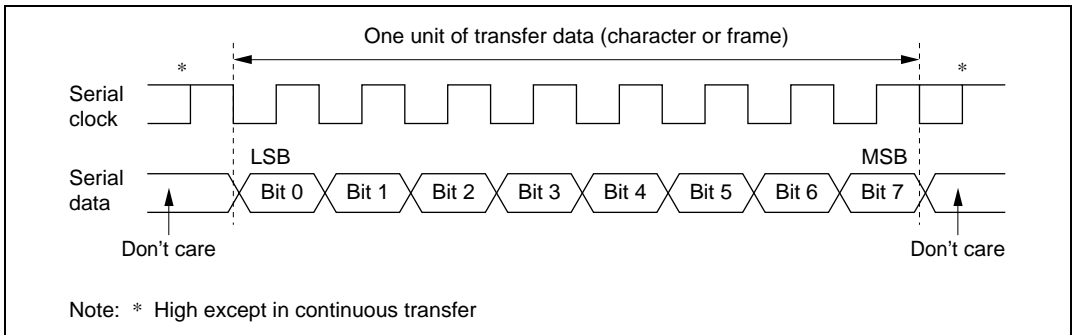 One unit of transfer data (character or frame)
* *
Serial
clock
LSB MSB
Serial
data
Bit 0 Bit 1 Bit 2 Bit 3 Bit 4 Bit 5 Bit 6 Bit 7
Don't care Don't care
Note: * High except in continuous transfer